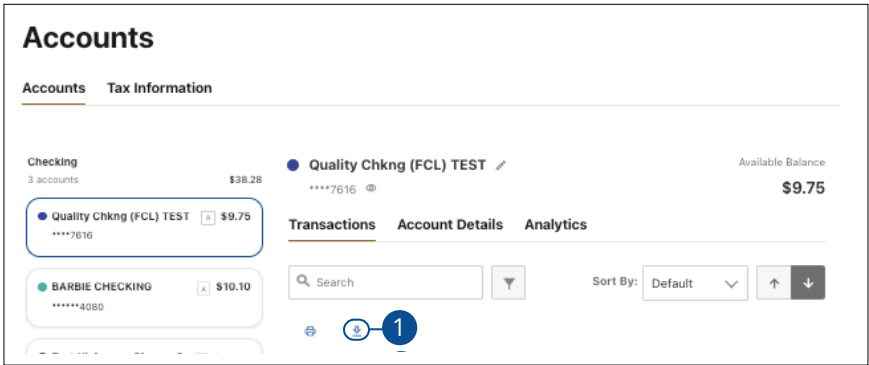 Accounts
Accounts Tax Information
Checking
3 accounts $38.28
Quality Chkng (FCL) TEST A $9.75
****7616
BARBIE CHECKING A $10.10
******4080
Quality Chkng (FCL) TEST
****7616
Available Balance
$9.75
Transactions Account Details Analytics
Search
Sort By: Default
1